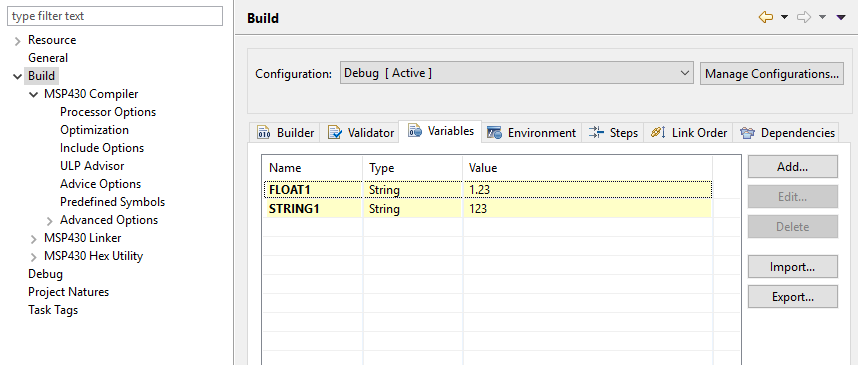 type filter text
Resource
General
Build
MSP430 Compiler
Processor Options
Optimization
Include Options
ULP Advisor
Advice Options
Predefined Symbols
Advanced Options
MSP430 Linker
MSP430 Hex Utility
Debug
Project Natures
Task Tags
Build
Configuration: Debug [ Active ] Manage Configurations...
Builder Validator Variables Environment Steps Link Order Dependencies
Name Type Value
FLOAT1 String 1.23
STRING1 String 123
Add...
Edit...
Delete
Import...
Export...